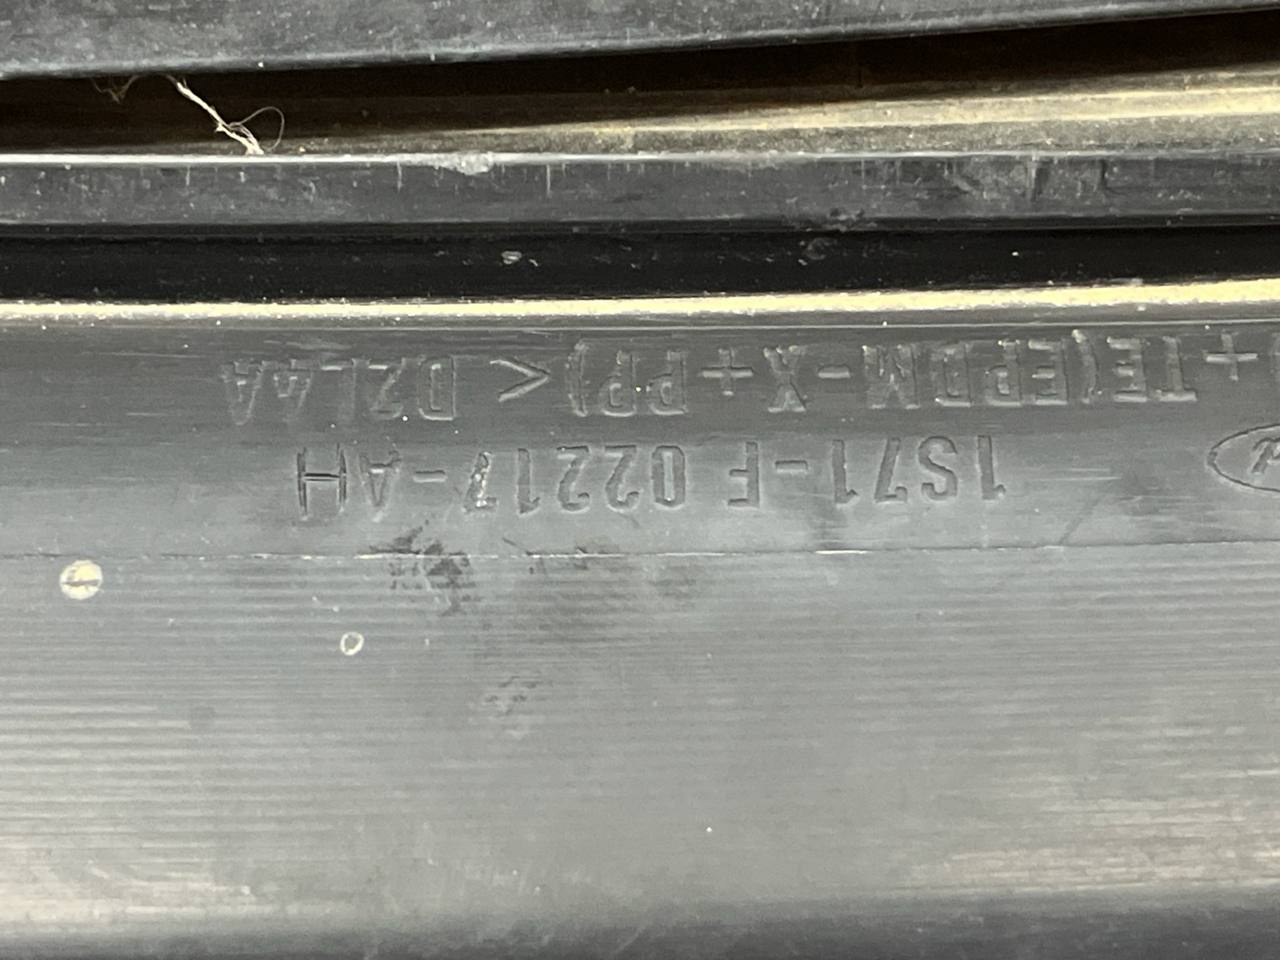 1S71-F 02217-AH
)+TE(EPDM-X+PP)< D2L4A